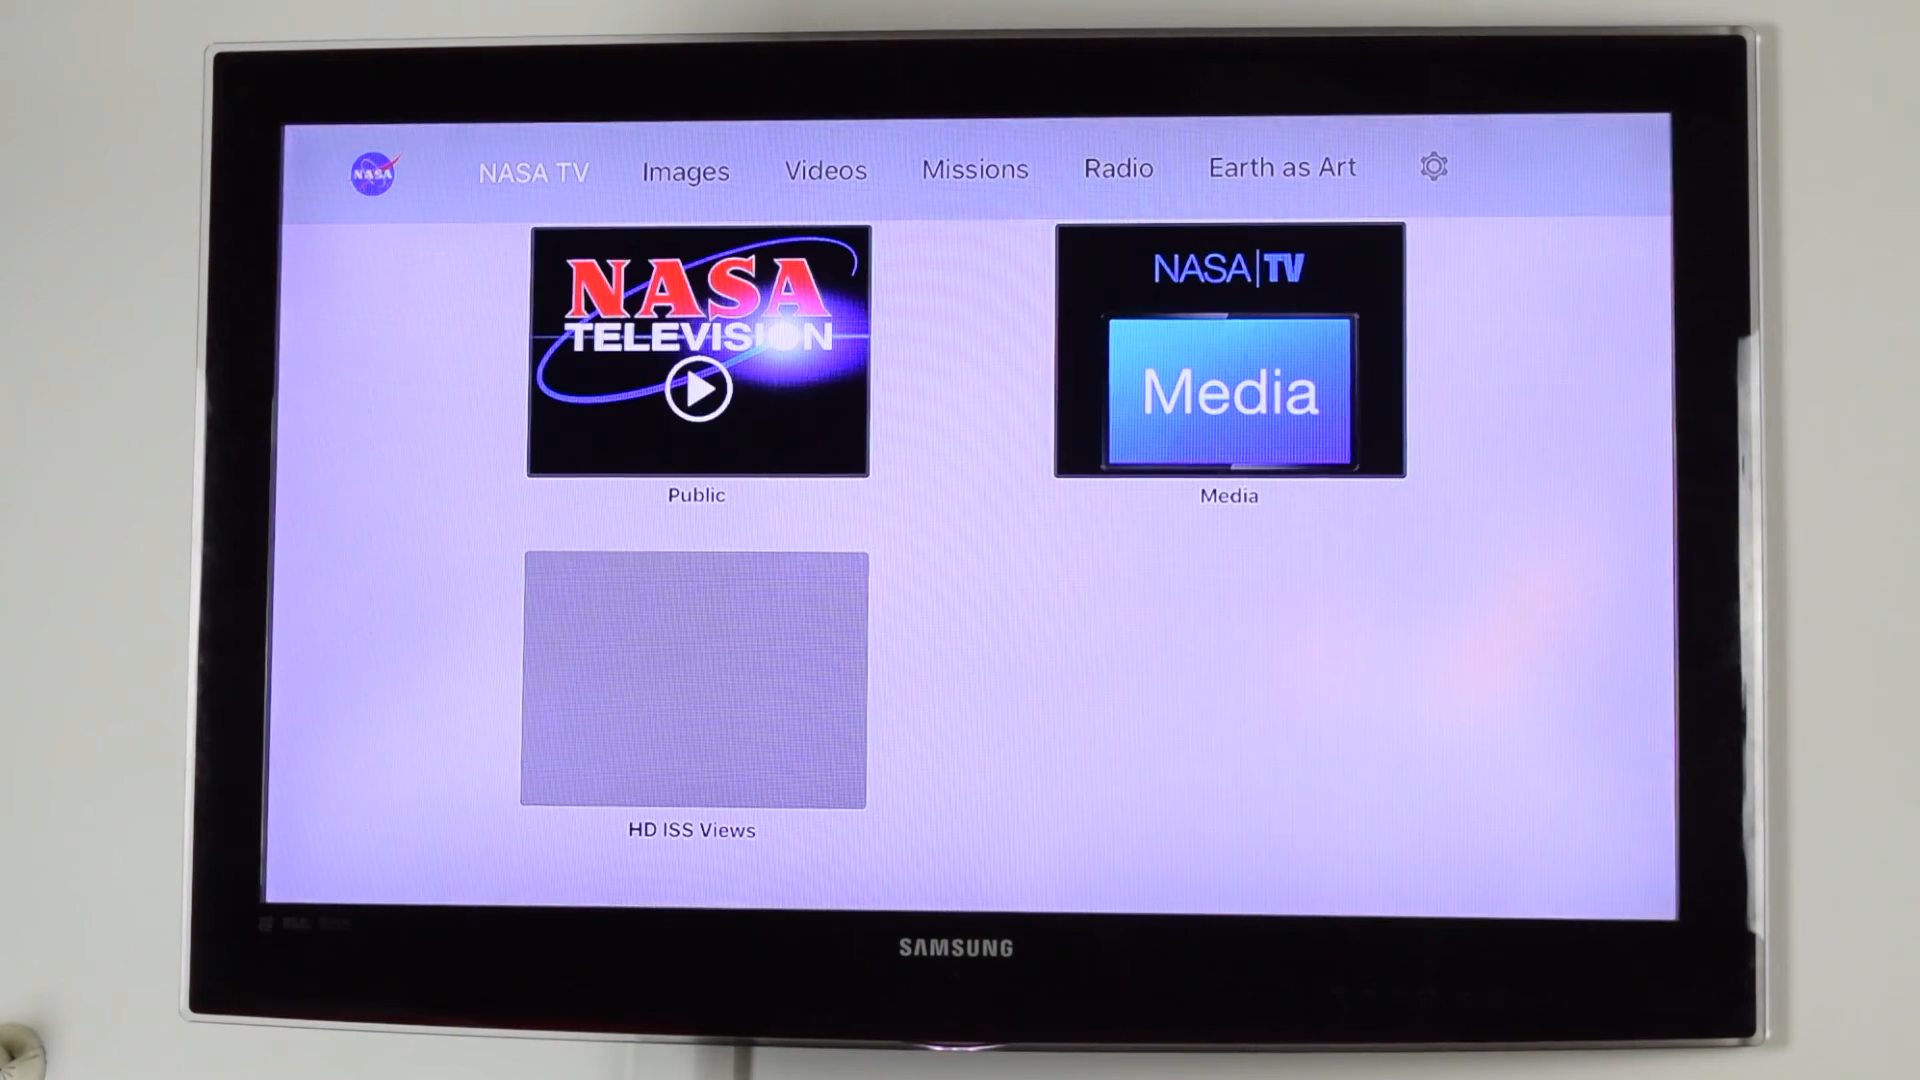 NASA
NASA TV
Images
Videos
Missions
Radio
Earth as Art
NASA
TELEVISION
Public
NASA|TV
Media
Media
HD ISS Views
SAMSUNG